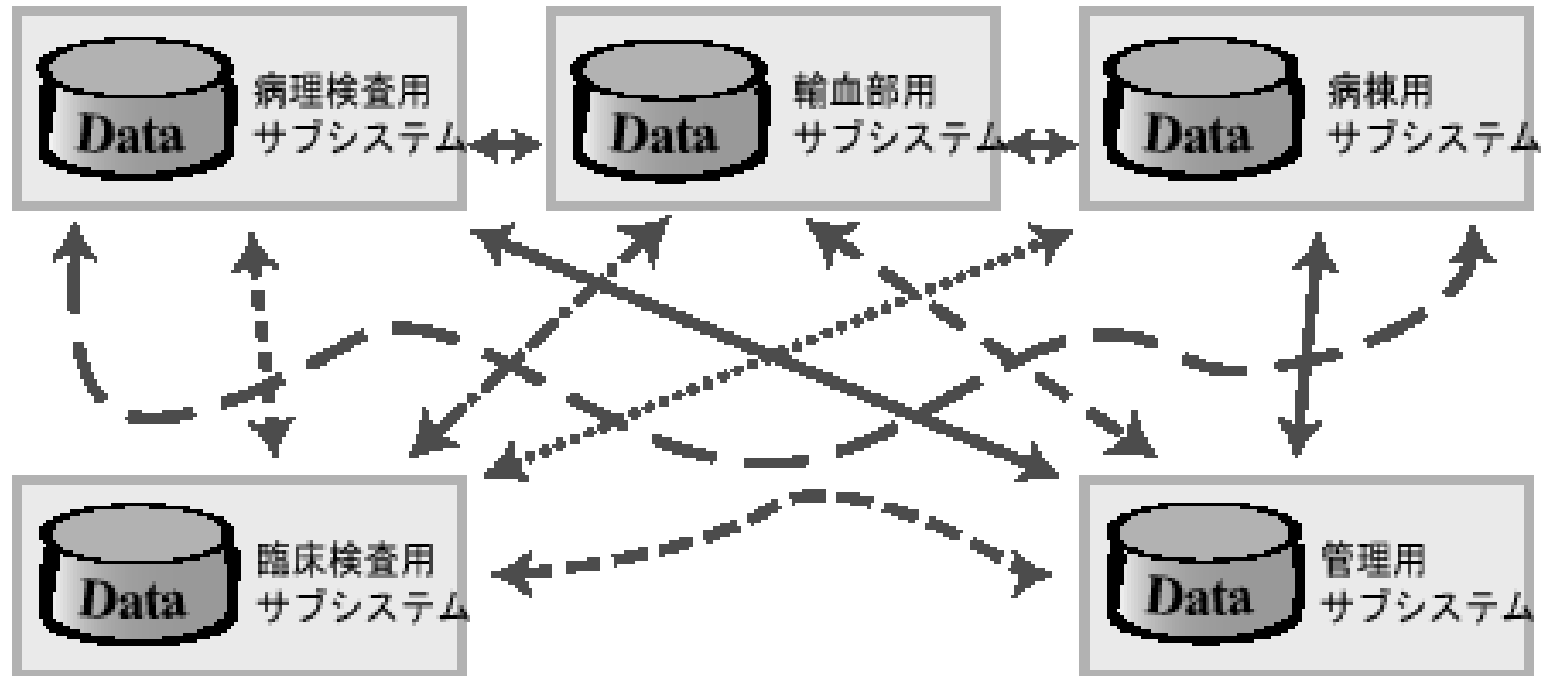 Data
病理検査用
サブシステム
Data
輸血部用
サブシステム
Data
病棟用
サブシステム
Data
臨床検査用
サブシステム
Data
管理用
サブシステム